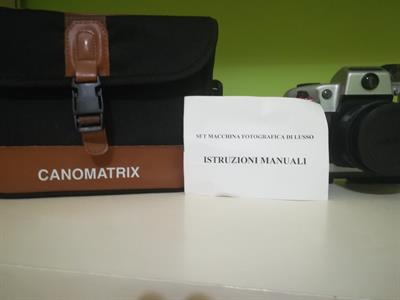 CANOMATRIX
SET MACCHINA FOTOGRAFICA DI LUSSO
ISTRUZIONI MANUALI